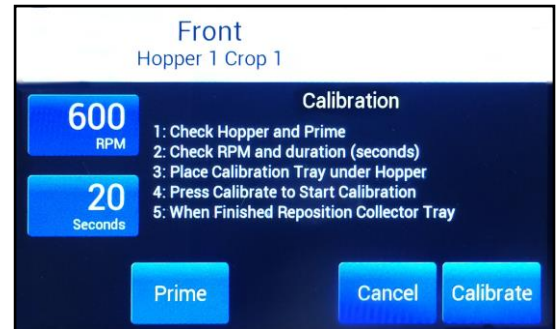 Front
Hopper 1 Crop 1
Calibration
600
RPM
1: Check Hopper and Prime
2: Check RPM and duration (seconds)
3: Place Calibration Tray under Hopper
4: Press Calibrate to Start Calibration
5: When Finished Reposition Collector Tray
20
Seconds
Prime
Cancel
Calibrate